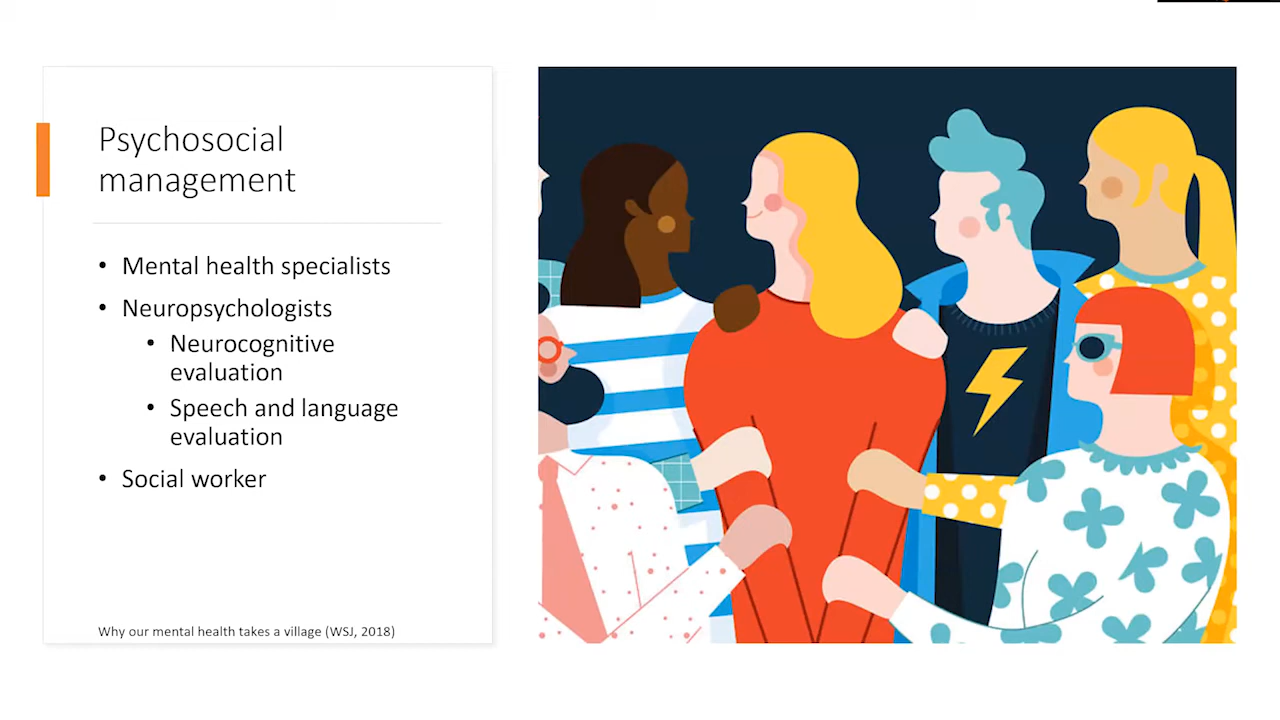 Psychosocial
management
• Mental health specialists
• Neuropsychologists
• Neurocognitive
evaluation
• Speech and language
evaluation
• Social worker
Why our mental health takes a village (WSJ, 2018)